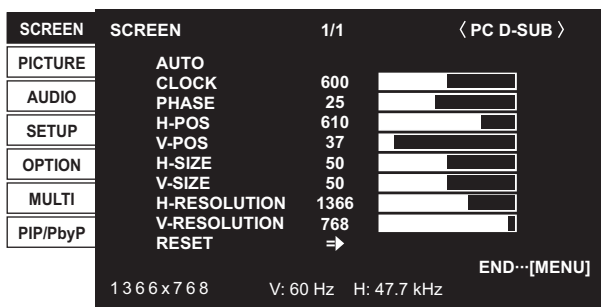 SCREEN
PICTURE
AUDIO
SETUP
OPTION
MULTI
PIP/PbyP
SCREEN 1/1 〈 PC D-SUB 〉
AUTO
CLOCK 600
PHASE 25
H-POS 610
V-POS 37
H-SIZE 50
V-SIZE 50
H-RESOLUTION 1366
V-RESOLUTION 768
RESET
END···[MENU]
1366x768 V: 60 Hz H: 47.7 kHz